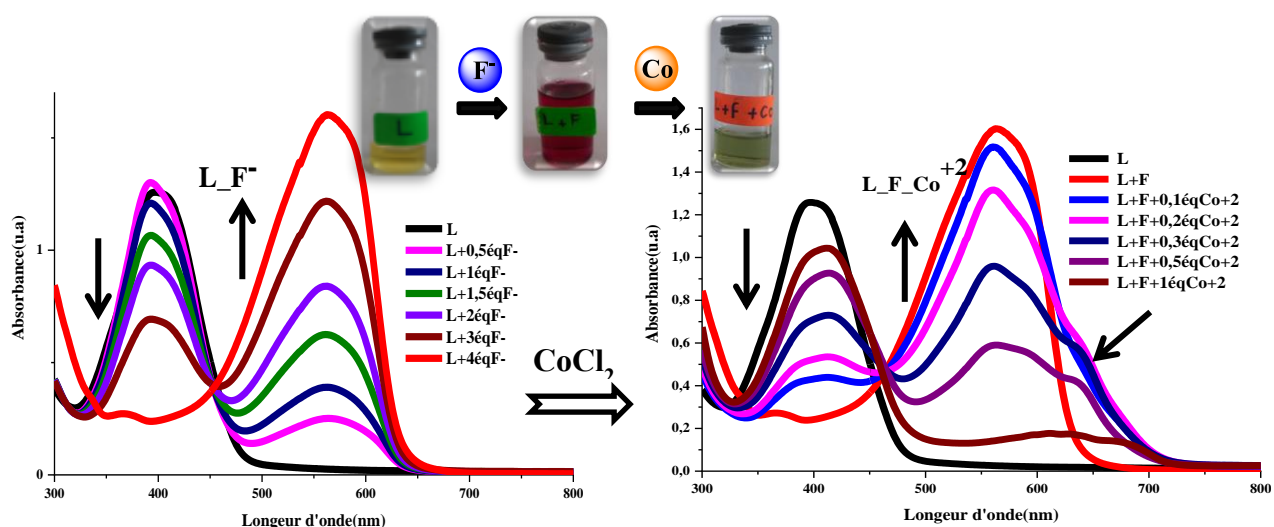 F-
Co
L
L+F
L+f+Co
L_F-
L
L+0,5éqF-
L+1éqF-
L+1,5éqF-
L+2éqF-
L+3éqF-
L+4éqF-
Absorbance(u.a)
1
0
300 400 500 600 700 800
Longeur d'onde(nm)
CoCl2
L_F_Co+2
L
L+F
L+F+0,1éqCo+2
L+F+0,2éqCo+2
L+F+0,3éqCo+2
L+F+0,5éqCo+2
L+F+1éqCo+2
Absorbance(u.a)
1,6
1,4
1,2
1,0
0,8
0,6
0,4
0,2
0,0
300 400 500 600 700 800
Longeur d'onde(nm)